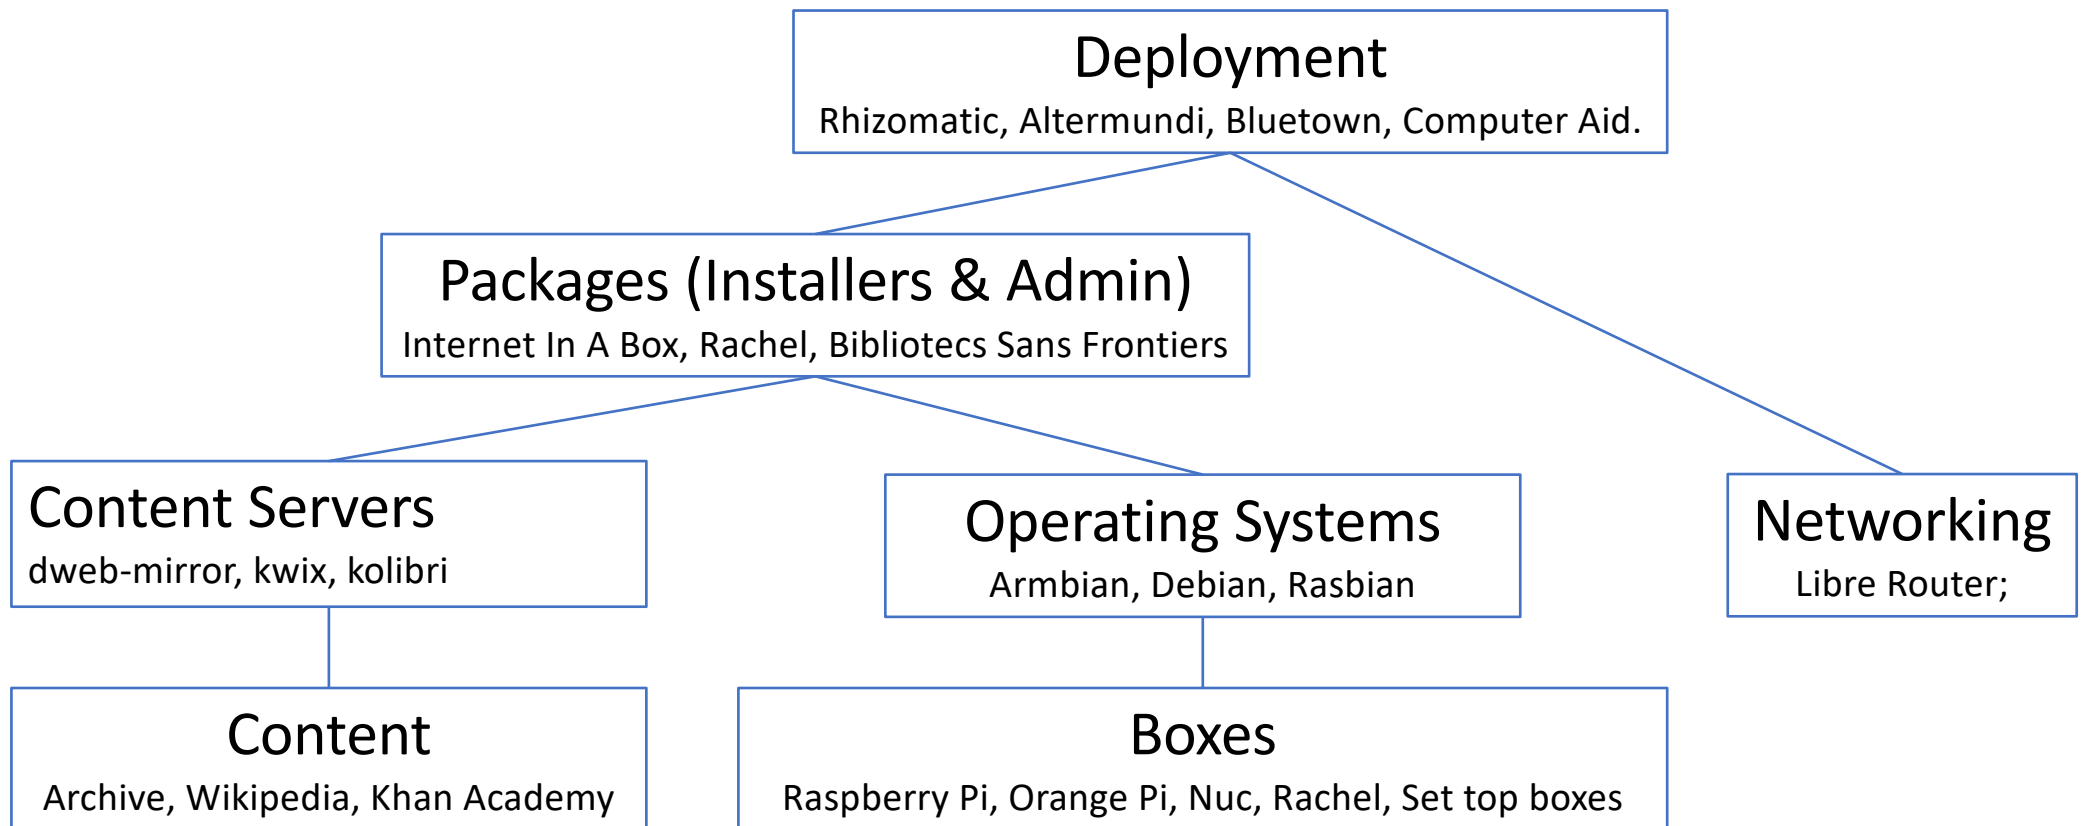 Deployment
Rhizomatic, Altermundi, Bluetown, Computer Aid.
Packages (Installers & Admin)
Internet In A Box, Rachel, Bibliotecs Sans Frontiers
Content Servers
dweb-mirror, kwix, kolibri
Operating Systems
Armbian, Debian, Rasbian
Networking
Libre Router;
Content
Archive, Wikipedia, Khan Academy
Boxes
Raspberry Pi, Orange Pi, Nuc, Rachel, Set top boxes